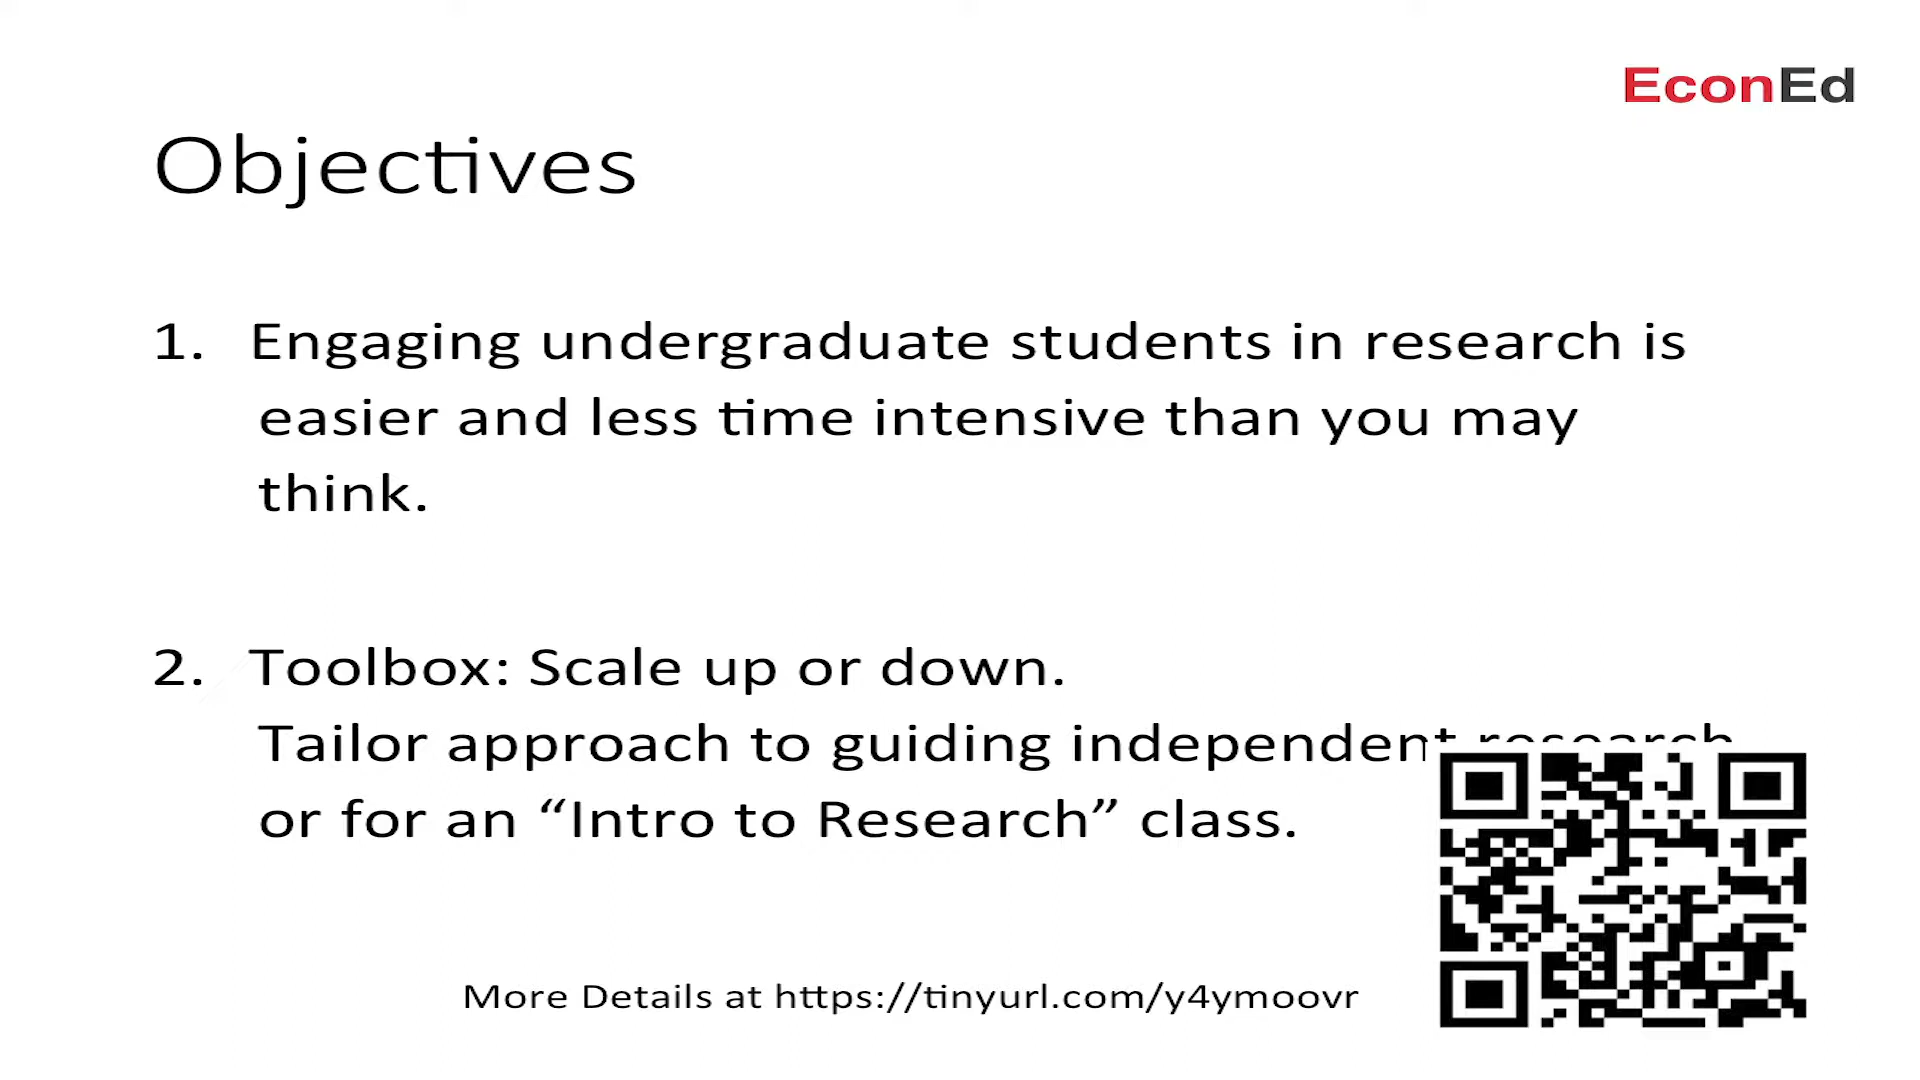 EconEd
Objectives
1. Engaging undergraduate students in research is
easier and less time intensive than you may
think.
2. Toolbox: Scale up or down.
Tailor approach to guiding independent research
or for an “Intro to Research” class.
More Details at https://tinyurl.com/y4ymoovr